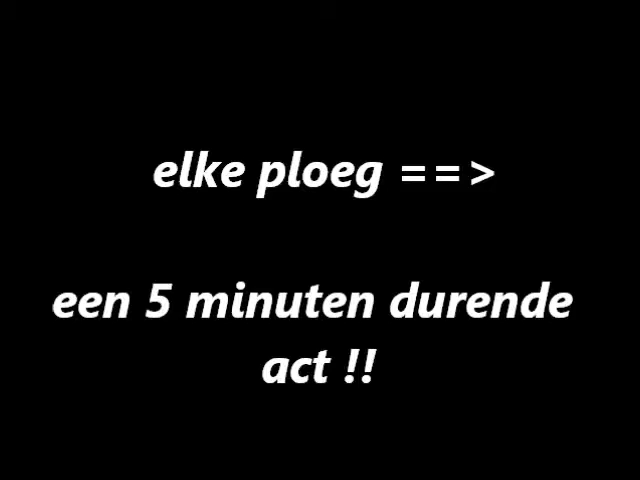 elke ploeg ==>
een 5 minuten durende
act !!